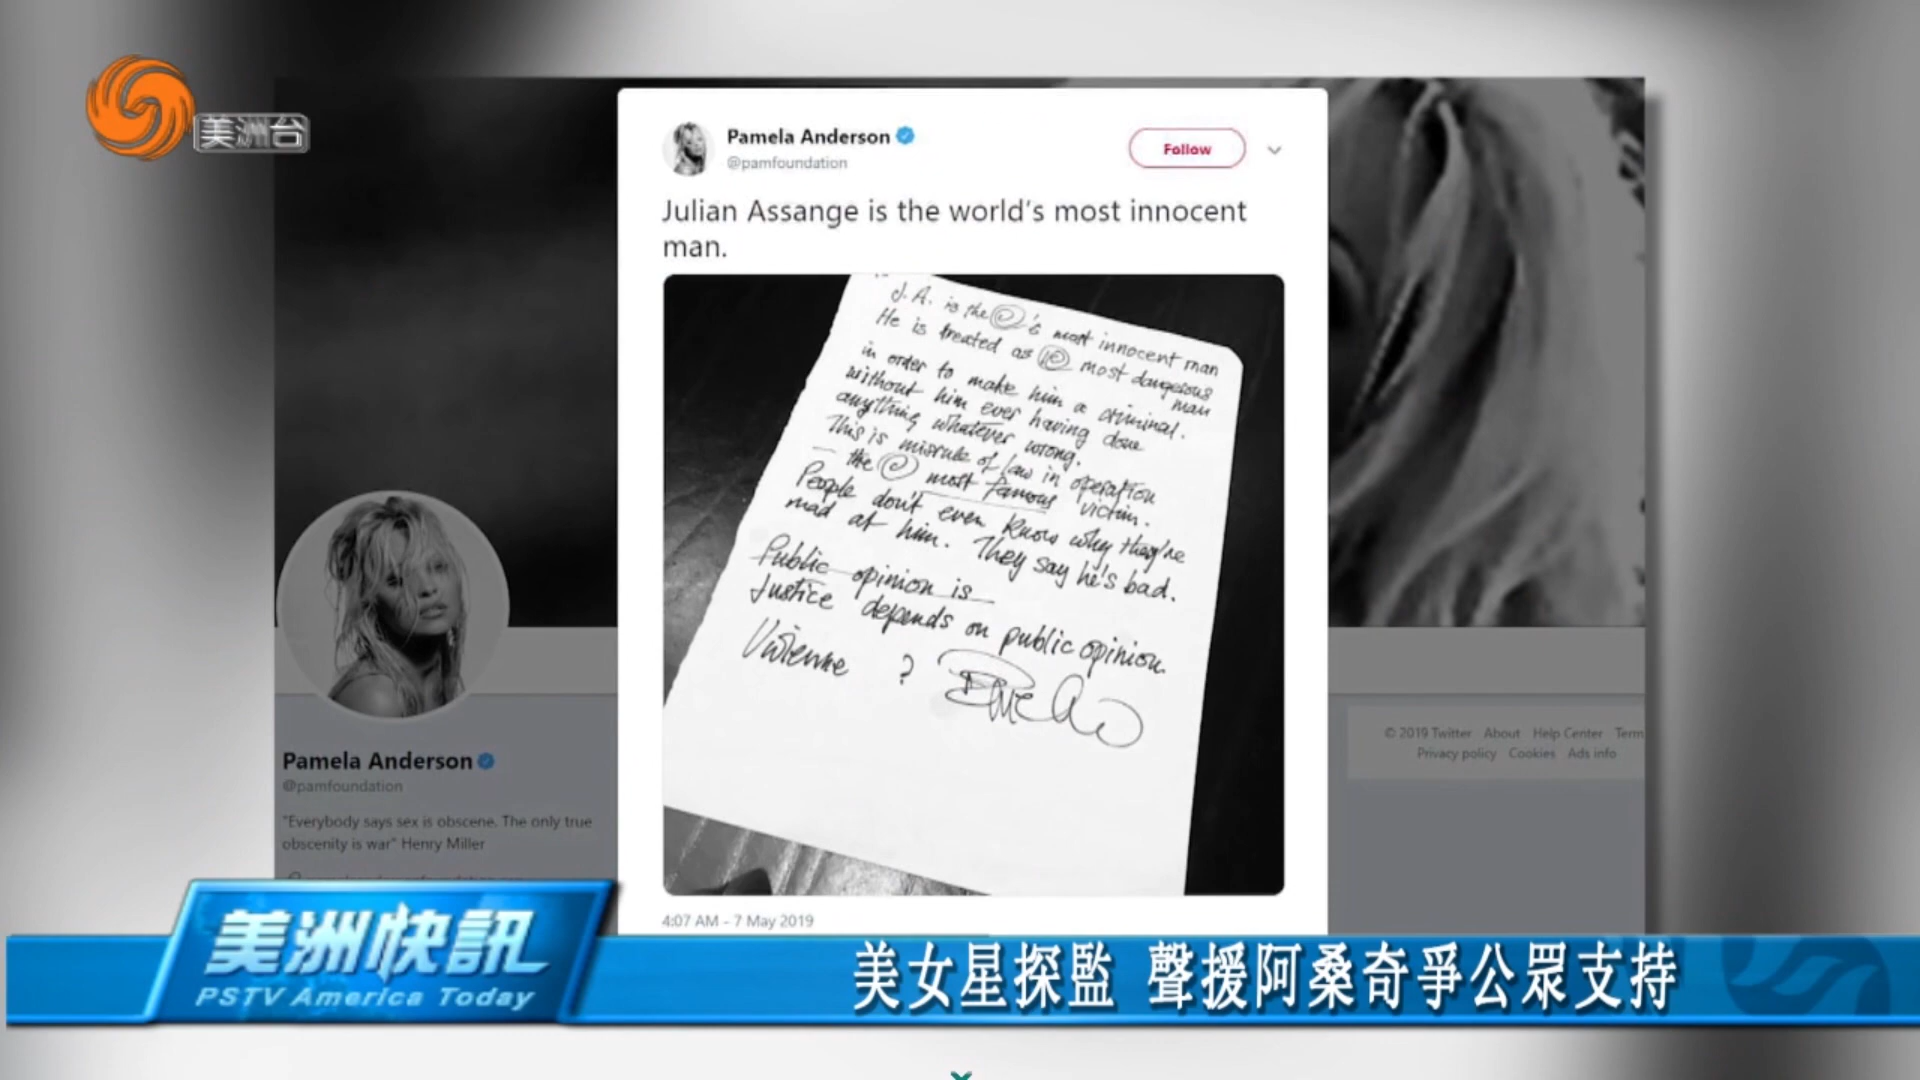 美洲台
Pamela Anderson
@pamfoundation
Follow
Julian Assange is the world's most innocent
man.
J.A. is the @'s most innocent man
He is treated as @ most dangerous
man
in order to make him a criminal.
without him ever having done
anything whatever wrong.
This is misrule of law in operation
— the @ most famous victim.
People don't even know why they're
mad at him. They say he's bad.
Public opinion is
Justice depends on public opinion.
Vivienne ?
4:07 AM - 7 May 2019
Pamela Anderson
@pamfoundation
"Everybody says sex is obscene. The only true
obscenity is war" Henry Miller
© 2019 Twitter About Help Center Term
Privacy policy Cookies Ads info
美洲快訊
PSTV America Today
美女星探監 聲援阿桑奇爭公眾支持